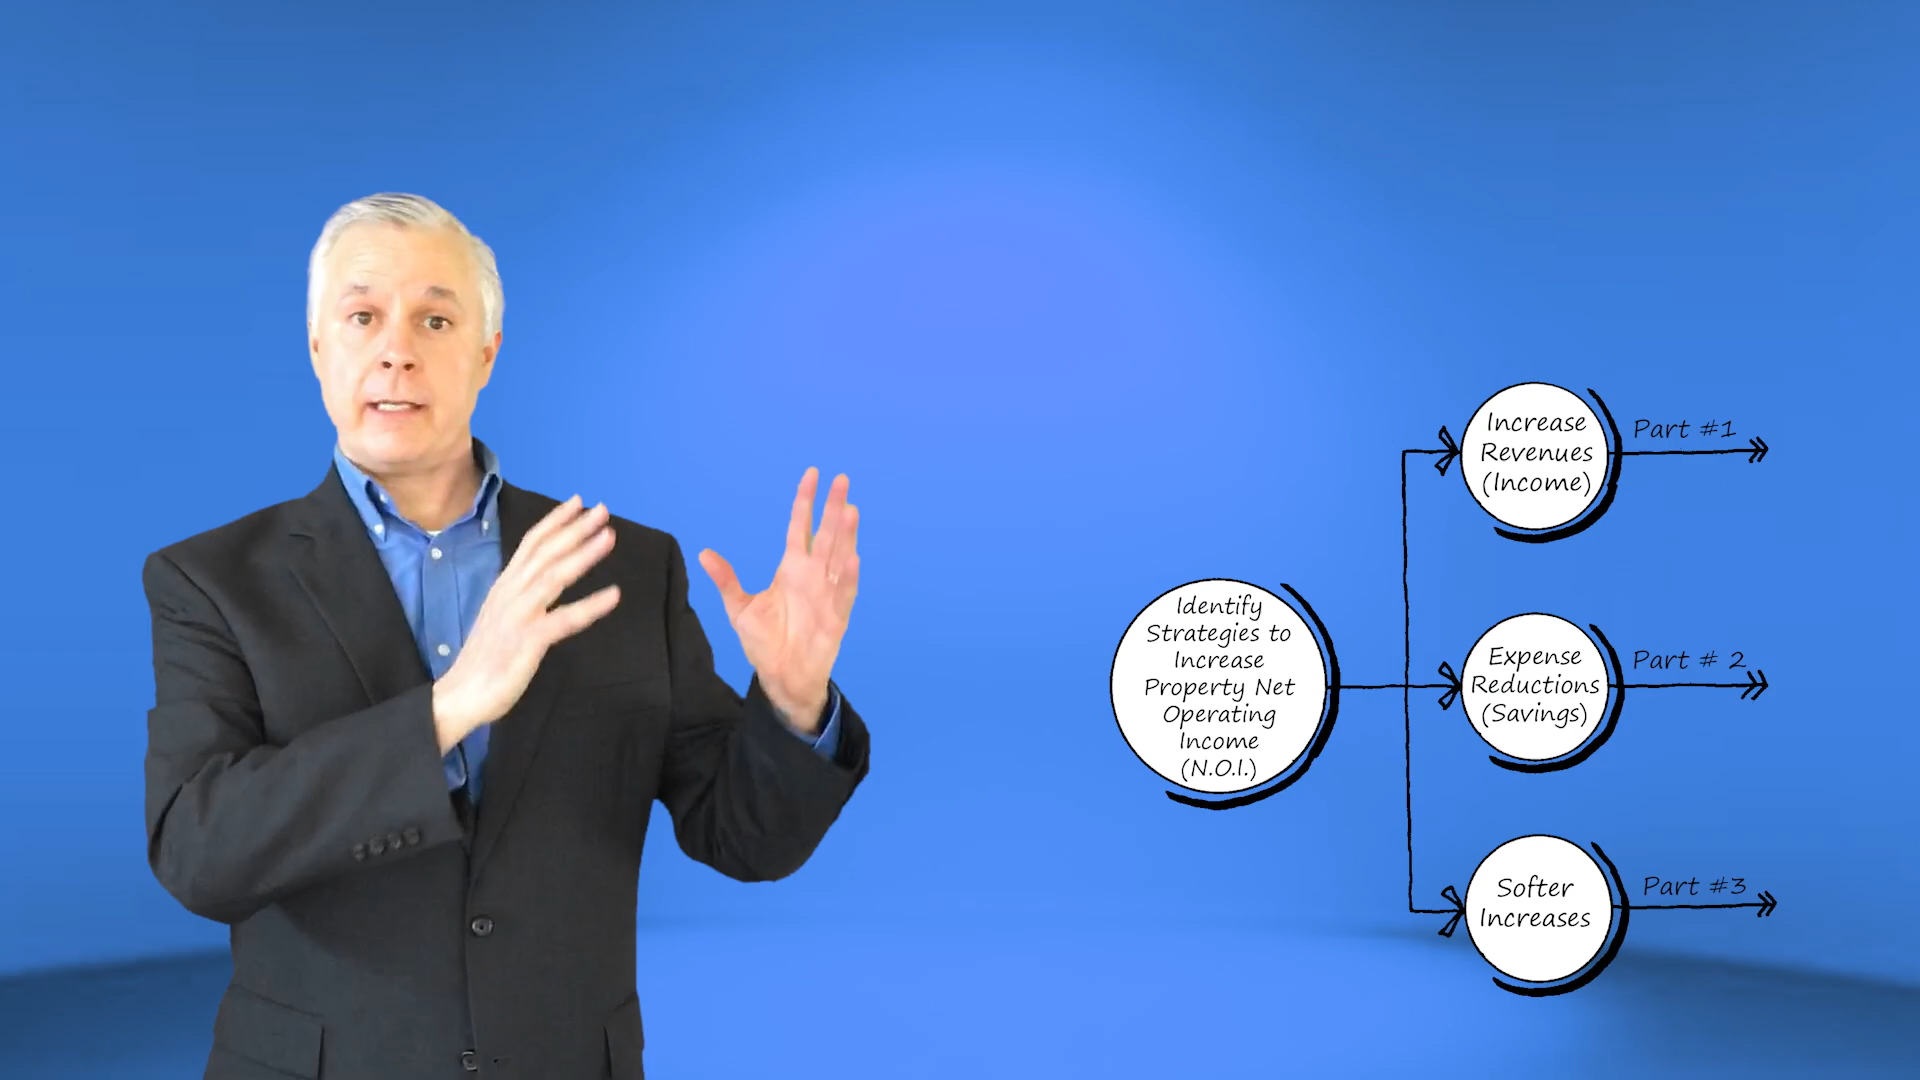 Identify
Strategies to
Increase
Property Net
Operating
Income
(N.O.I.)
Increase
Revenues
(Income)
Part #1
Expense
Reductions
(Savings)
Part # 2
Softer
Increases
Part #3